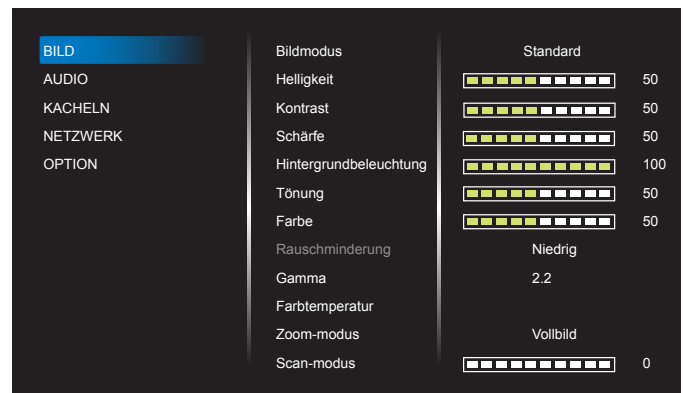 BILD
AUDIO
KACHELN
NETZWERK
OPTION
Bildmodus Standard
Helligkeit 50
Kontrast 50
Schärfe 50
Hintergrundbeleuchtung 100
Tönung 50
Farbe 50
Rauschminderung Niedrig
Gamma 2.2
Farbtemperatur
Zoom-modus Vollbild
Scan-modus 0